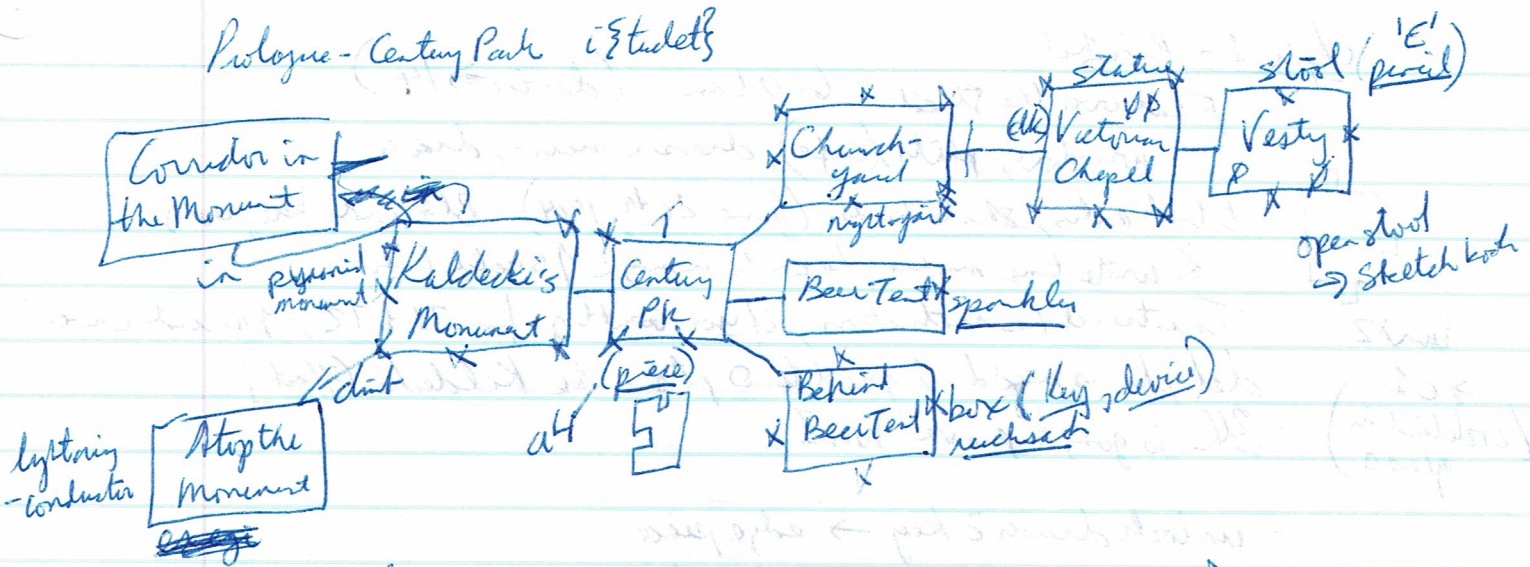 Prologue - Century Park
'E'
statue
stool (pencil)
Corridor in
the Monument
Church-
yard
Victorian
Chapel
Vestry
in
pyramid
monument
Kaldecki's
Monument
Century
Pk
Beer Tent
sparkler
open stool
→ Sketch book
climb
(piece)
a4
Behind
Beer Tent
box (key, device)
rucksack
lightning
-conductor
Atop the
Monument